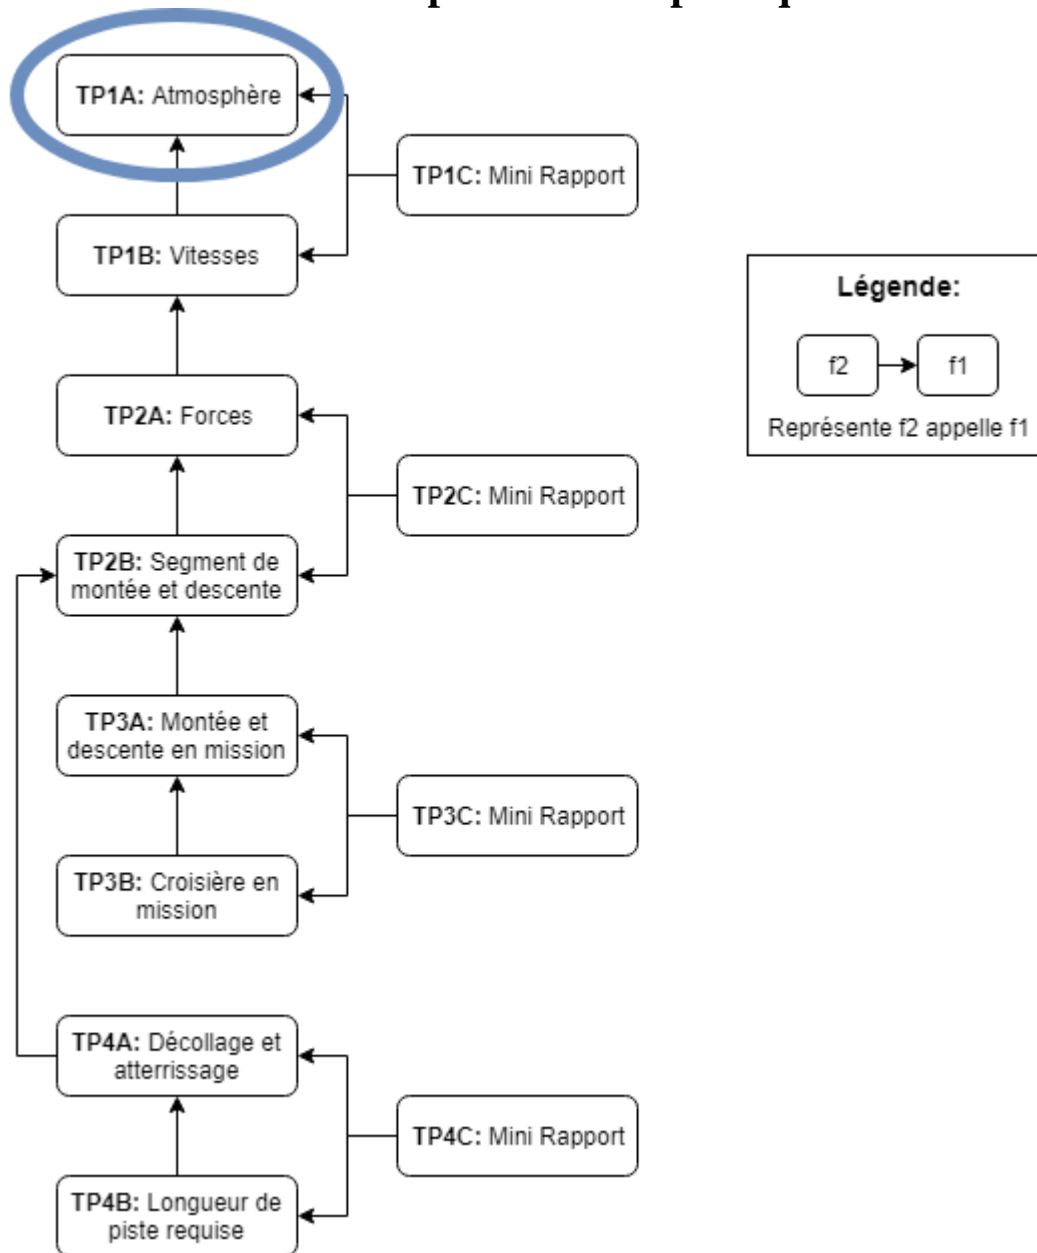 TP1A: Atmosphère
TP1C: Mini Rapport
TP1B: Vitesses
Légende:
f2
f1
Représente f2 appelle f1
TP2A: Forces
TP2C: Mini Rapport
TP2B: Segment de
montée et descente
TP3A: Montée et
descente en mission
TP3C: Mini Rapport
TP3B: Croisière en
mission
TP4A: Décollage et
atterrissage
TP4C: Mini Rapport
TP4B: Longueur de
piste requise